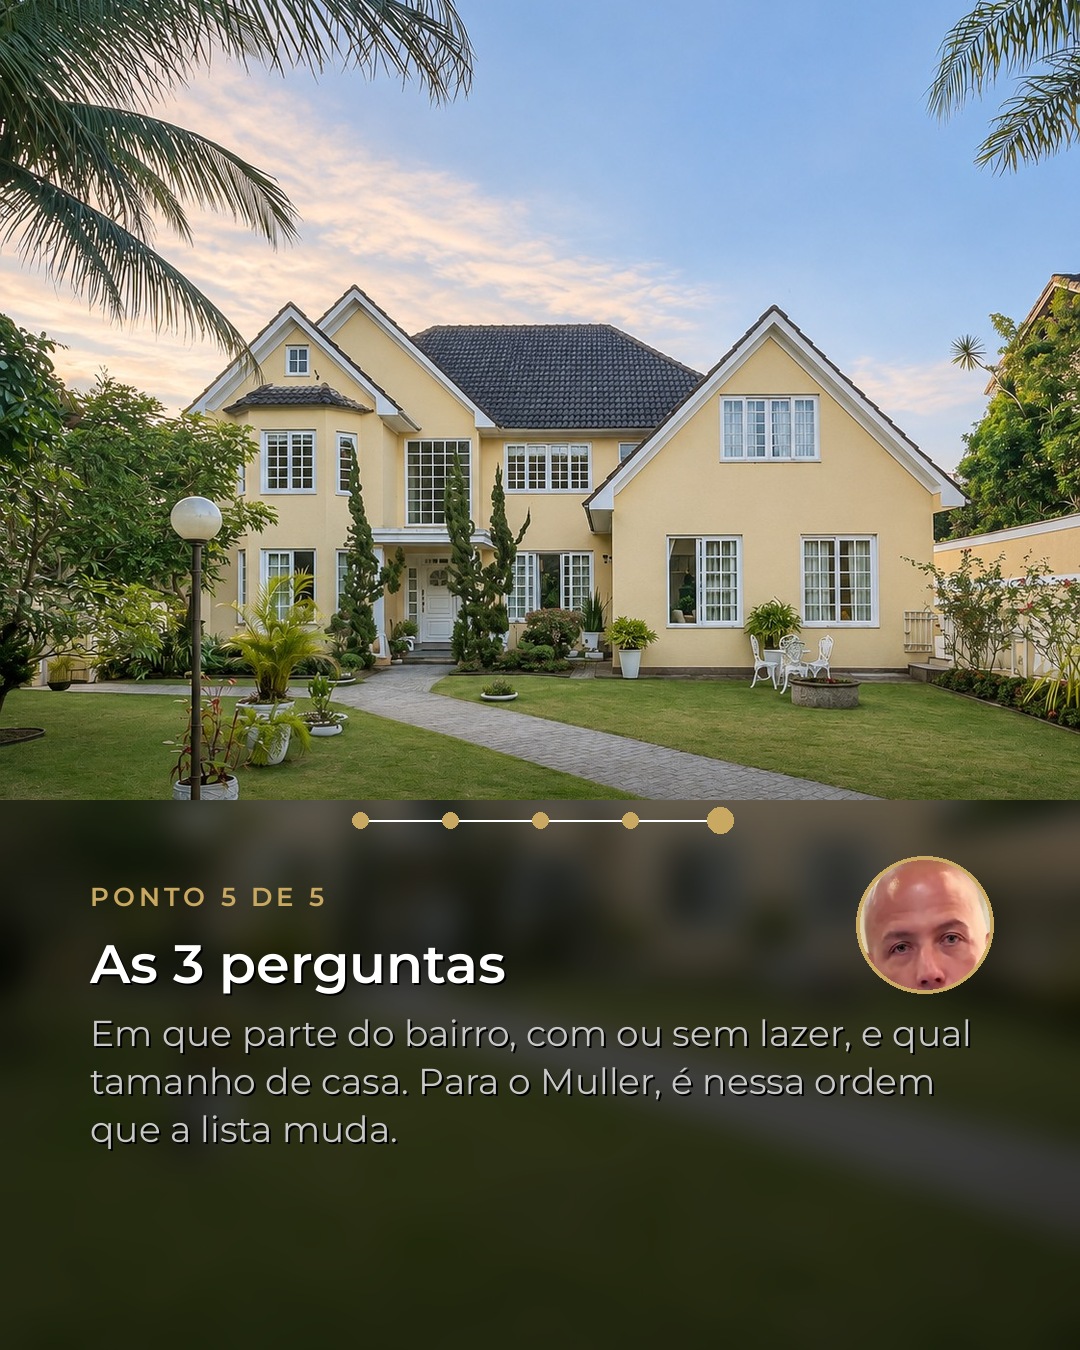 PONTO 5 DE 5
As 3 perguntas
Em que parte do bairro, com ou sem lazer, e qual
tamanho de casa. Para o Muller, é nessa ordem
que a lista muda.